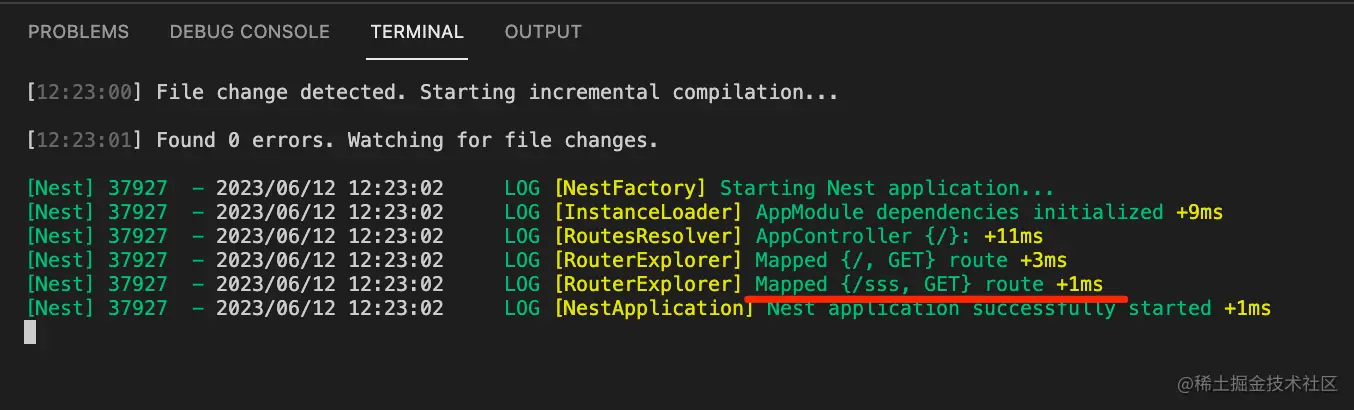 PROBLEMS DEBUG CONSOLE TERMINAL OUTPUT
[12:23:00] File change detected. Starting incremental compilation...
[12:23:01] Found 0 errors. Watching for file changes.
[Nest] 37927  - 2023/06/12 12:23:02     LOG [NestFactory] Starting Nest application...
[Nest] 37927  - 2023/06/12 12:23:02     LOG [InstanceLoader] AppModule dependencies initialized +9ms
[Nest] 37927  - 2023/06/12 12:23:02     LOG [RoutesResolver] AppController {/}: +11ms
[Nest] 37927  - 2023/06/12 12:23:02     LOG [RouterExplorer] Mapped {/, GET} route +3ms
[Nest] 37927  - 2023/06/12 12:23:02     LOG [RouterExplorer] Mapped {/sss, GET} route +1ms
[Nest] 37927  - 2023/06/12 12:23:02     LOG [NestApplication] Nest application successfully started +1ms
@稀土掘金技术社区